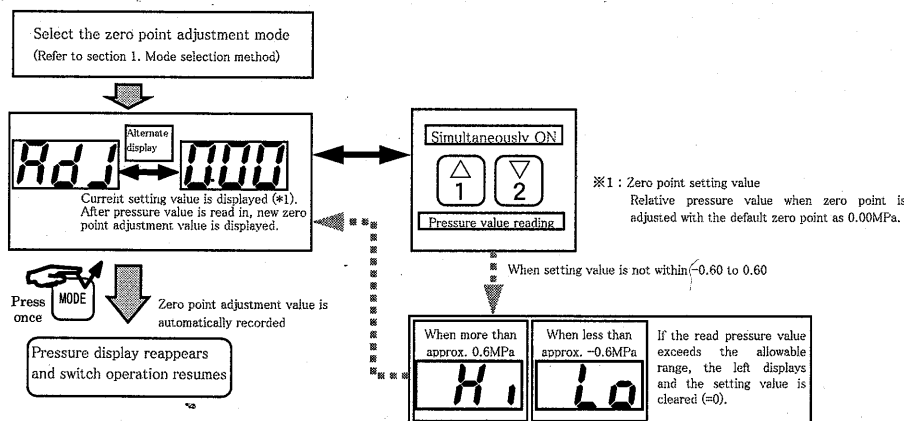 Select the zero point adjustment mode
(Refer to section 1. Mode selection method)
Alternate
display
AdJ
0.00
Current setting value is displayed (*1).
After pressure value is read in, new zero
point adjustment value is displayed.
Simultaneously ON
△ ▽
1 2
Pressure value reading
※1 : Zero point setting value
Relative pressure value when zero point is
adjusted with the default zero point as 0.00MPa.
When setting value is not within -0.60 to 0.60
Press
once
MODE
Zero point adjustment value is
automatically recorded
Pressure display reappears
and switch operation resumes
When more than
approx. 0.6MPa
Hi
When less than
approx. -0.6MPa
Lo
If the read pressure value
exceeds the allowable
range, the left displays
and the setting value is
cleared (=0).